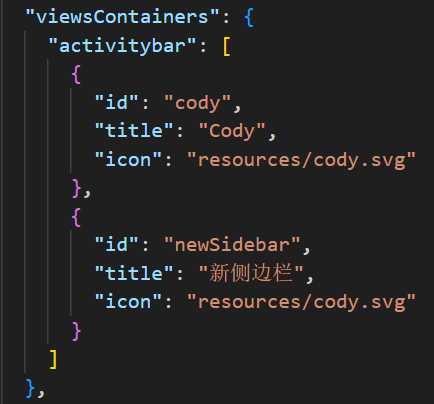 "viewsContainers": {
"activitybar": [
{
"id": "cody",
"title": "Cody",
"icon": "resources/cody.svg"
},
{
"id": "newSidebar",
"title": "新侧边栏",
"icon": "resources/cody.svg"
}
]
},